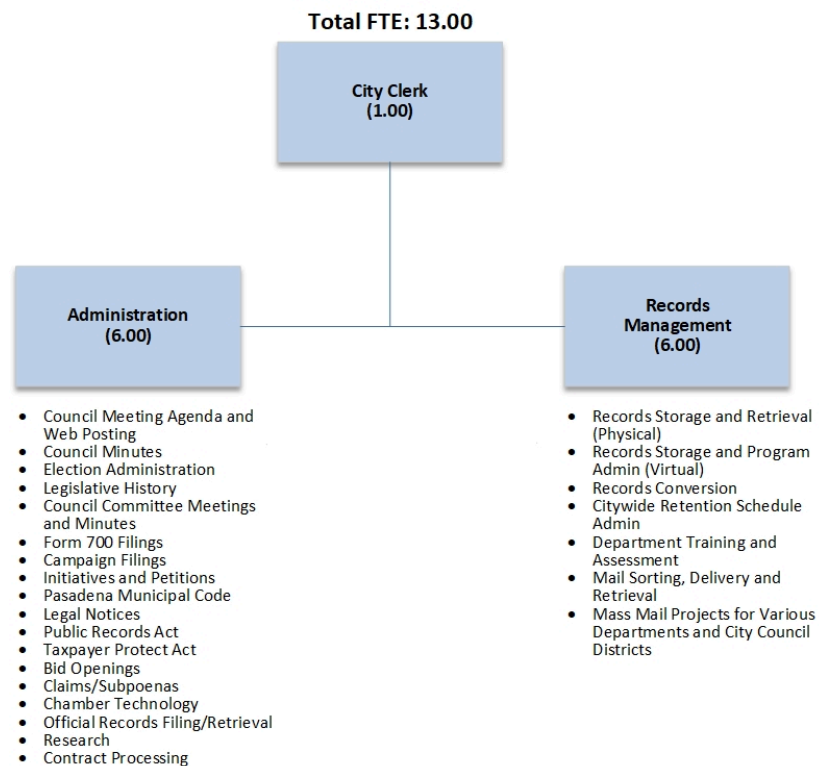 Total FTE: 13.00
City Clerk
(1.00)
Administration
(6.00)
• Council Meeting Agenda and
Web Posting
• Council Minutes
• Election Administration
• Legislative History
• Council Committee Meetings
and Minutes
• Form 700 Filings
• Campaign Filings
• Initiatives and Petitions
• Pasadena Municipal Code
• Legal Notices
• Public Records Act
• Taxpayer Protect Act
• Bid Openings
• Claims/Subpoenas
• Chamber Technology
• Official Records Filing/Retrieval
• Research
• Contract Processing
Records
Management
(6.00)
• Records Storage and Retrieval
(Physical)
• Records Storage and Program
Admin (Virtual)
• Records Conversion
• Citywide Retention Schedule
Admin
• Department Training and
Assessment
• Mail Sorting, Delivery and
Retrieval
• Mass Mail Projects for Various
Departments and City Council
Districts